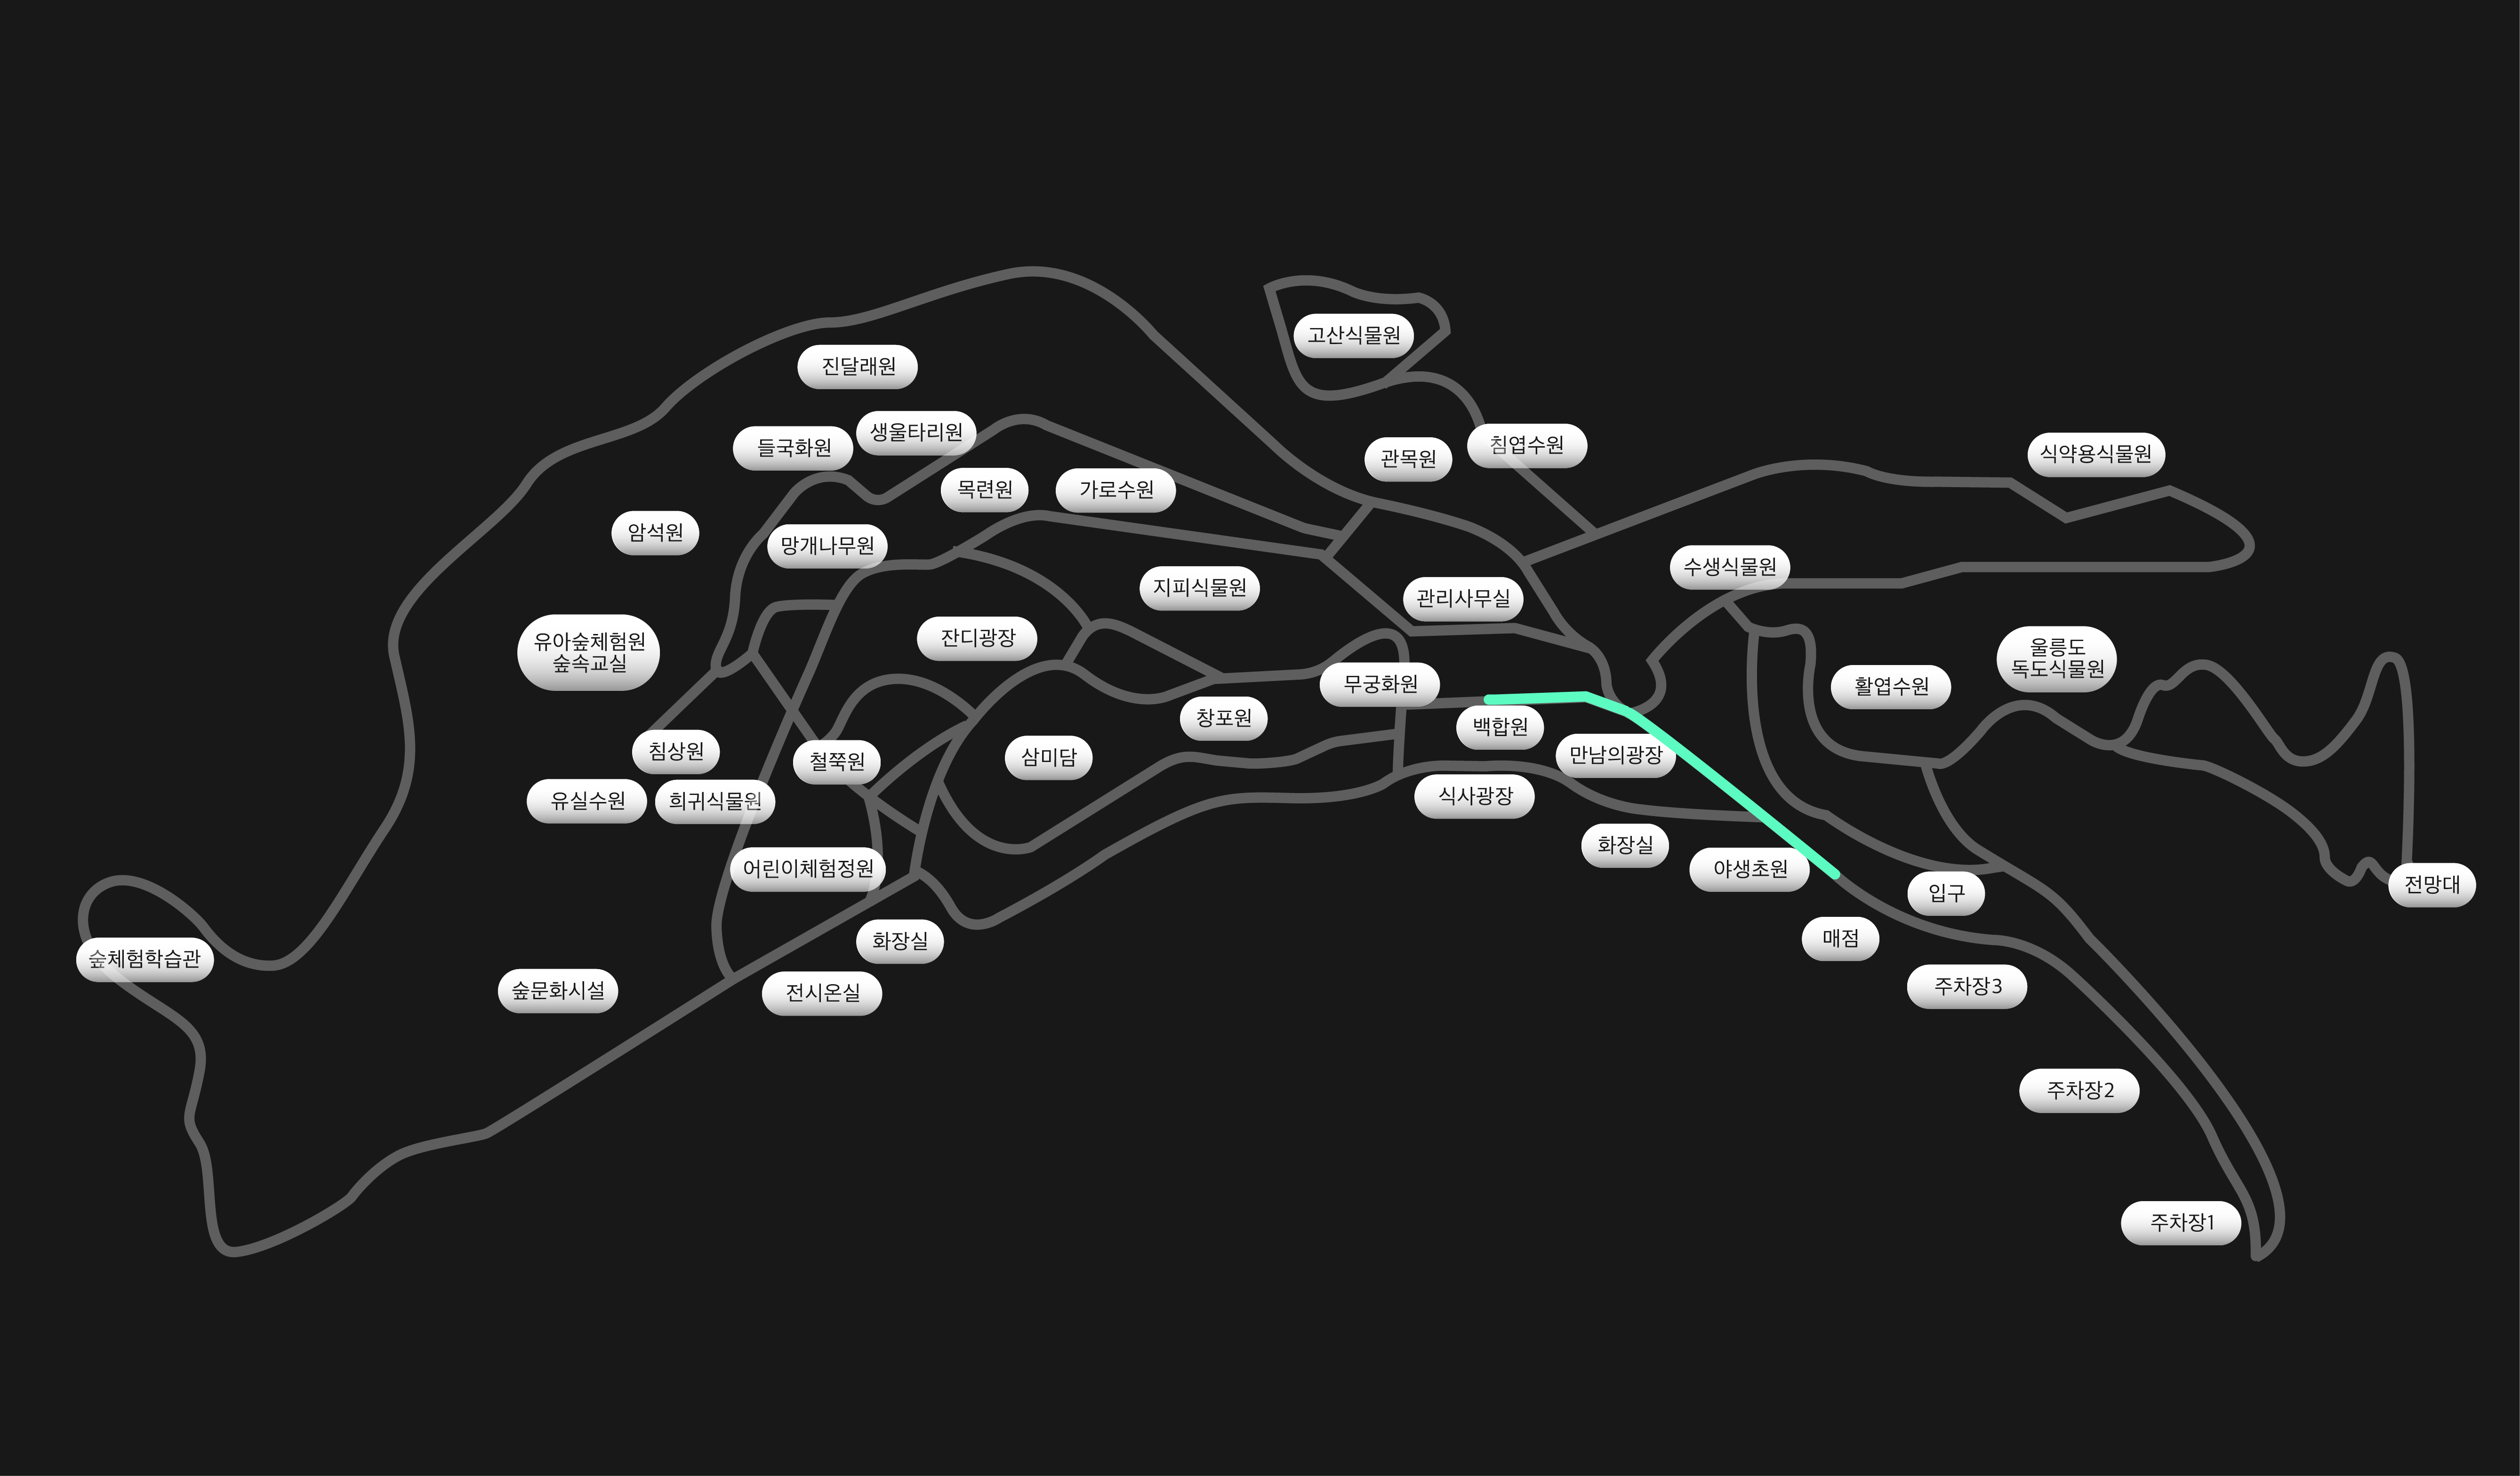 고산식물원
진달래원
생울타리원
들국화원
관목원
침엽수원
식약용식물원
목련원
가로수원
암석원
망개나무원
수생식물원
지피식물원
관리사무실
유아숲체험원
숲속교실
잔디광장
울릉도
독도식물원
무궁화원
활엽수원
창포원
백합원
침상원
철쭉원
삼미담
만남의광장
유실수원
희귀식물원
식사광장
화장실
어린이체험정원
야생초원
입구
전망대
화장실
매점
숲체험학습관
숲문화시설
전시온실
주차장3
주차장2
주차장1